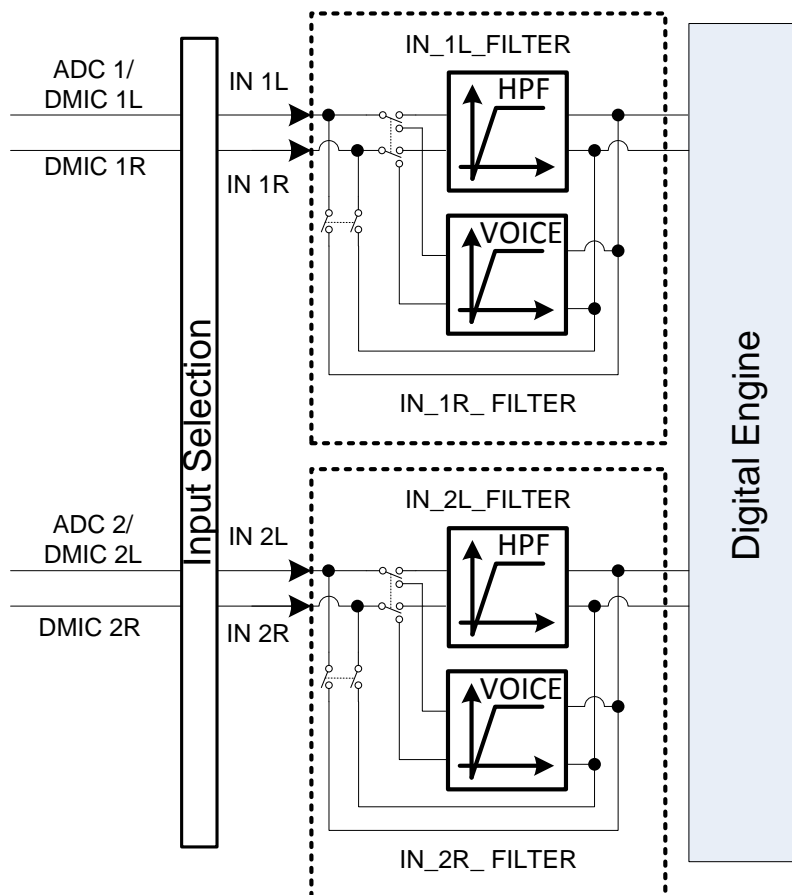 IN_1L_FILTER
ADC 1/
DMIC 1L
IN 1L
HPF
DMIC 1R
IN 1R
VOICE
IN_1R_ FILTER
Input Selection
Digital Engine
IN_2L_FILTER
ADC 2/
DMIC 2L
IN 2L
HPF
DMIC 2R
IN 2R
VOICE
IN_2R_ FILTER